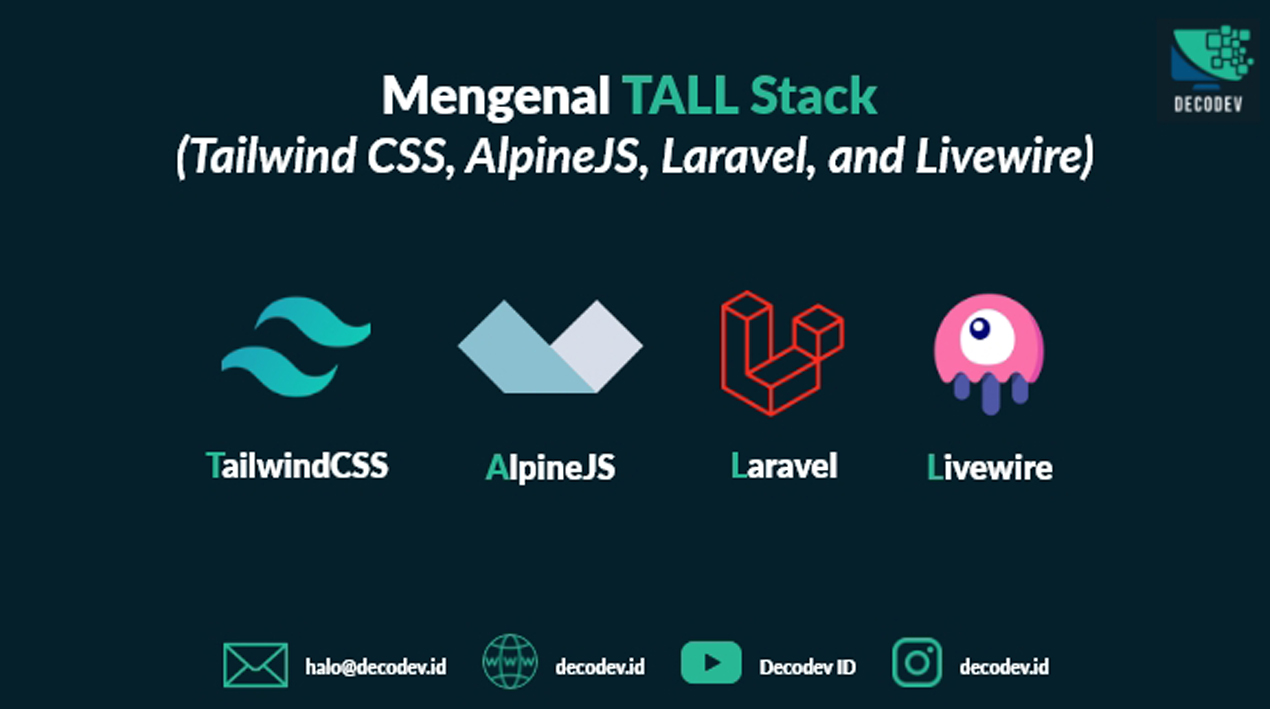 DECODEV
Mengenal TALL Stack
(Tailwind CSS, AlpineJS, Laravel, and Livewire)
TailwindCSS
AlpineJS
Laravel
Livewire
halo@decodev.id
www
decodev.id
Decodev ID
decodev.id